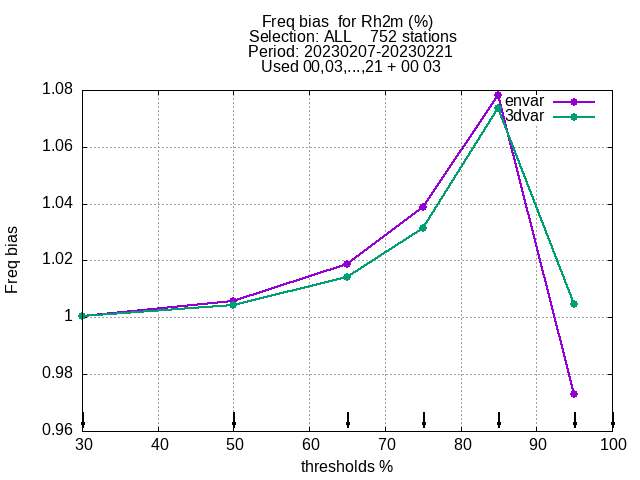 Freq bias  for Rh2m (%)
Selection: ALL    752 stations
Period: 20230207-20230221
Used 00,03,...,21 + 00 03
1.08
1.06
1.04
1.02
1
0.98
0.96
Freq bias
envar
3dvar
30 40 50 60 70 80 90 100
thresholds %